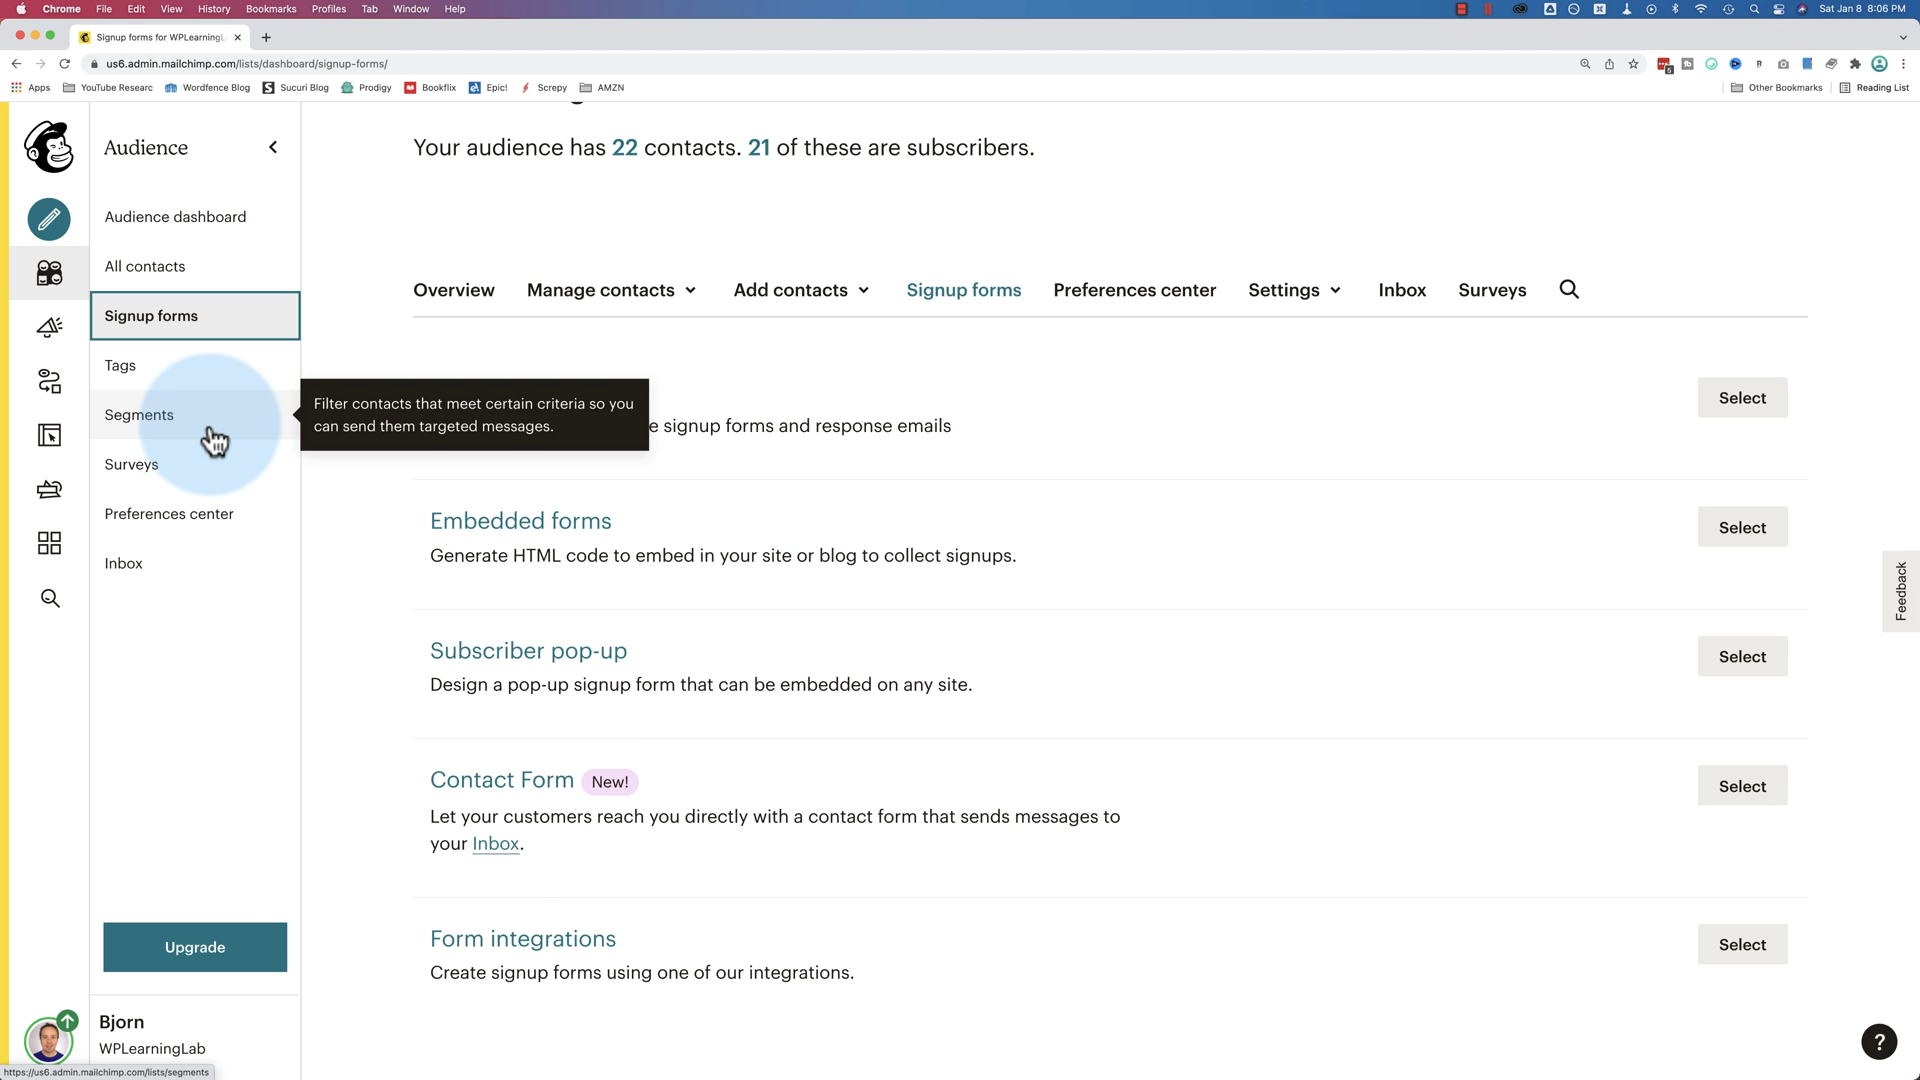 Chrome File Edit View History Bookmarks Profiles Tab Window Help Sat Jan 8 8:06 PM
Signup forms for WPLearningL
us6.admin.mailchimp.com/lists/dashboard/signup-forms/
Apps YouTube Researc Wordfence Blog Sucuri Blog Prodigy Bookflix Epic! Screpy AMZN Other Bookmarks Reading List
Audience
Audience dashboard
All contacts
Signup forms
Tags
Segments
Surveys
Preferences center
Inbox
Upgrade
Bjorn
WPLearningLab
https://us6.admin.mailchimp.com/lists/segments
Your audience has 22 contacts. 21 of these are subscribers.
Overview Manage contacts Add contacts Signup forms Preferences center Settings Inbox Surveys
Filter contacts that meet certain criteria so you
can send them targeted messages.
e signup forms and response emails
Select
Embedded forms
Generate HTML code to embed in your site or blog to collect signups.
Select
Subscriber pop-up
Design a pop-up signup form that can be embedded on any site.
Select
Contact Form New!
Let your customers reach you directly with a contact form that sends messages to
your Inbox.
Select
Form integrations
Create signup forms using one of our integrations.
Select
Feedback
?